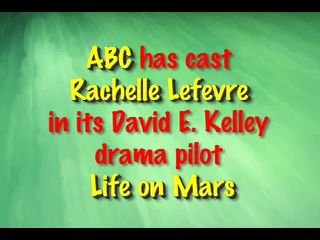 ABC has cast
Rachelle Lefevre
in its David E. Kelley
drama pilot
Life on Mars